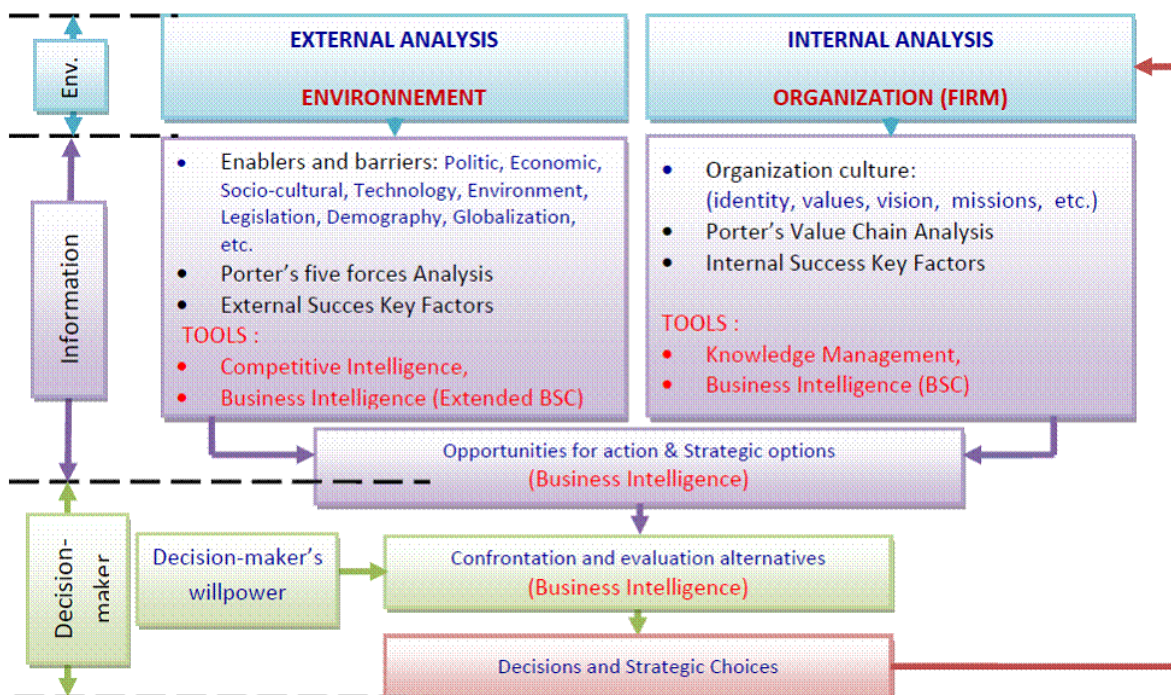 Env.
EXTERNAL ANALYSIS
ENVIRONNEMENT
INTERNAL ANALYSIS
ORGANIZATION (FIRM)
Information
• Enablers and barriers: Politic, Economic,
Socio-cultural, Technology, Environment,
Legislation, Demography, Globalization,
etc.
• Porter's five forces Analysis
• External Succes Key Factors
TOOLS :
• Competitive Intelligence,
• Business Intelligence (Extended BSC)
• Organization culture:
(identity, values, vision, missions, etc.)
• Porter's Value Chain Analysis
• Internal Success Key Factors
TOOLS :
• Knowledge Management,
• Business Intelligence (BSC)
Opportunities for action & Strategic options
(Business Intelligence)
Decision-
maker
Decision-maker's
willpower
Confrontation and evaluation alternatives
(Business Intelligence)
Decisions and Strategic Choices